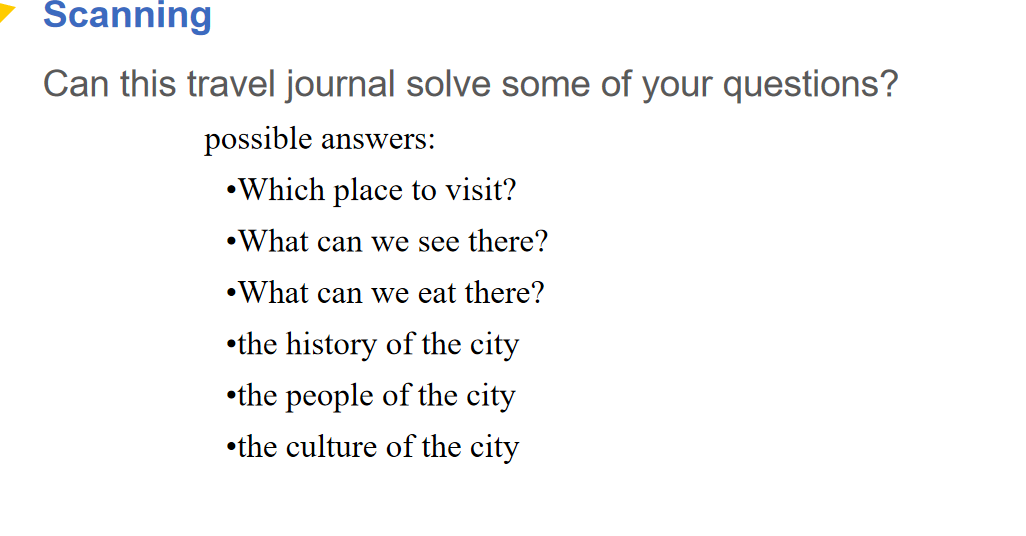 Scanning
Can this travel journal solve some of your questions?
possible answers:
•Which place to visit?
•What can we see there?
•What can we eat there?
•the history of the city
•the people of the city
•the culture of the city